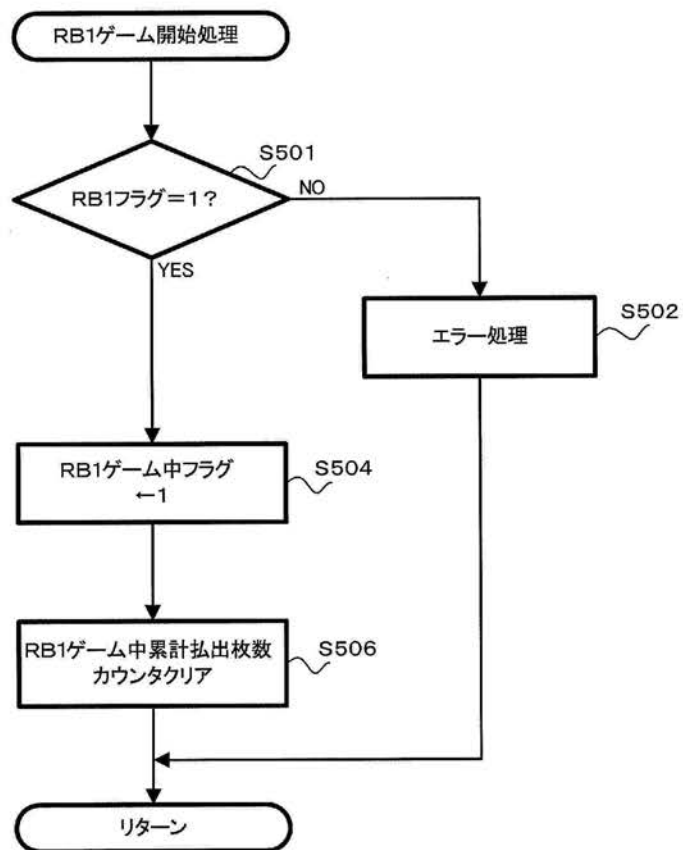 RB1ゲーム開始処理
S501
RB1フラグ＝1？
NO
YES
S502
エラー処理
RB1ゲーム中フラグ
←1
S504
RB1ゲーム中累計払出枚数
カウンタクリア
S506
リターン